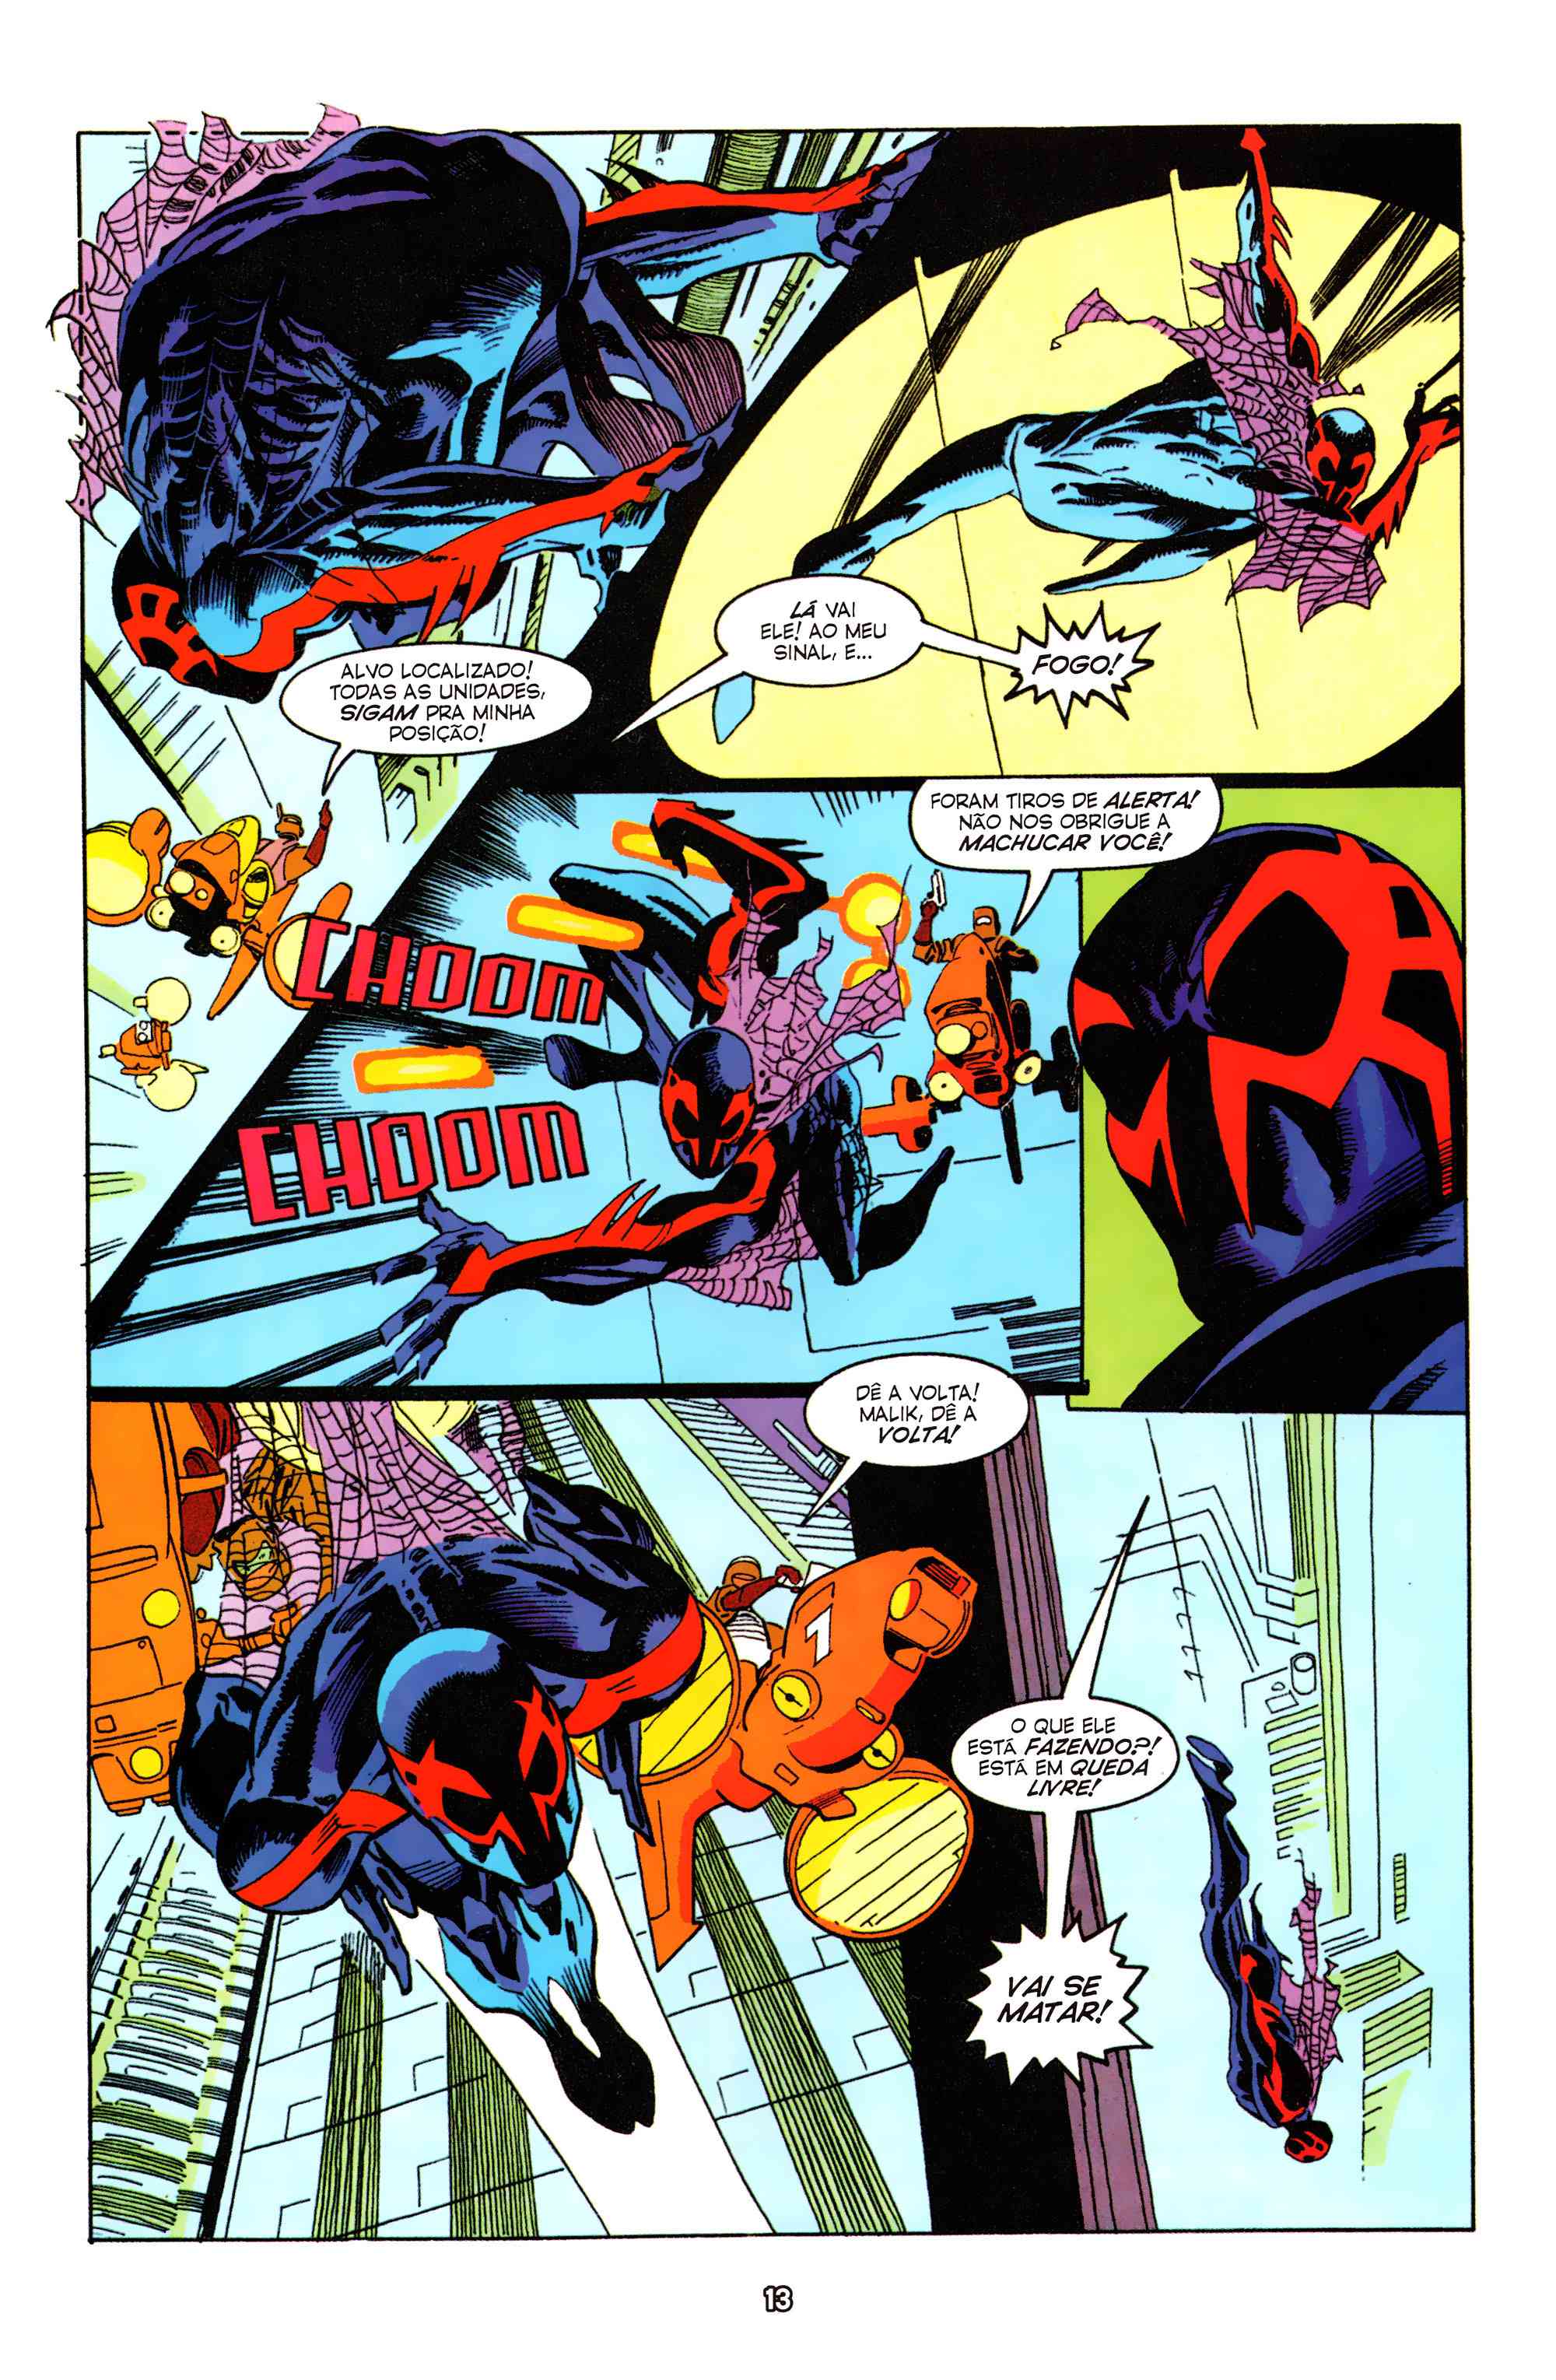 ALVO LOCALIZADO!
TODAS AS UNIDADES,
SIGAM PRA MINHA
POSIÇÃO!
LÁ VAI
ELE! AO MEU
SINAL, E...
FOGO!
CHOOM
CHOOM
FORAM TIROS DE ALERTA!
NÃO NOS OBRIGUE A
MACHUCAR VOCÊ!
DÊ A VOLTA!
MALIK, DÊ A
VOLTA!
1
O QUE ELE
ESTÁ FAZENDO?!
ESTÁ EM QUEDA
LIVRE!
VAI SE
MATAR!
13